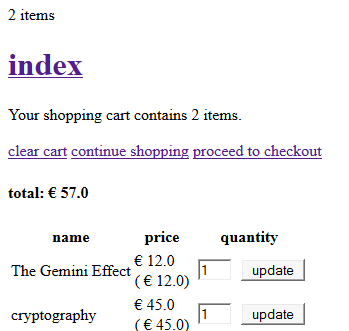 2 items
index
Your shopping cart contains 2 items.
clear cart continue shopping proceed to checkout
total: € 57.0
name price quantity
The Gemini Effect € 12.0 ( € 12.0) 1 update
cryptography € 45.0 ( € 45.0) 1 update